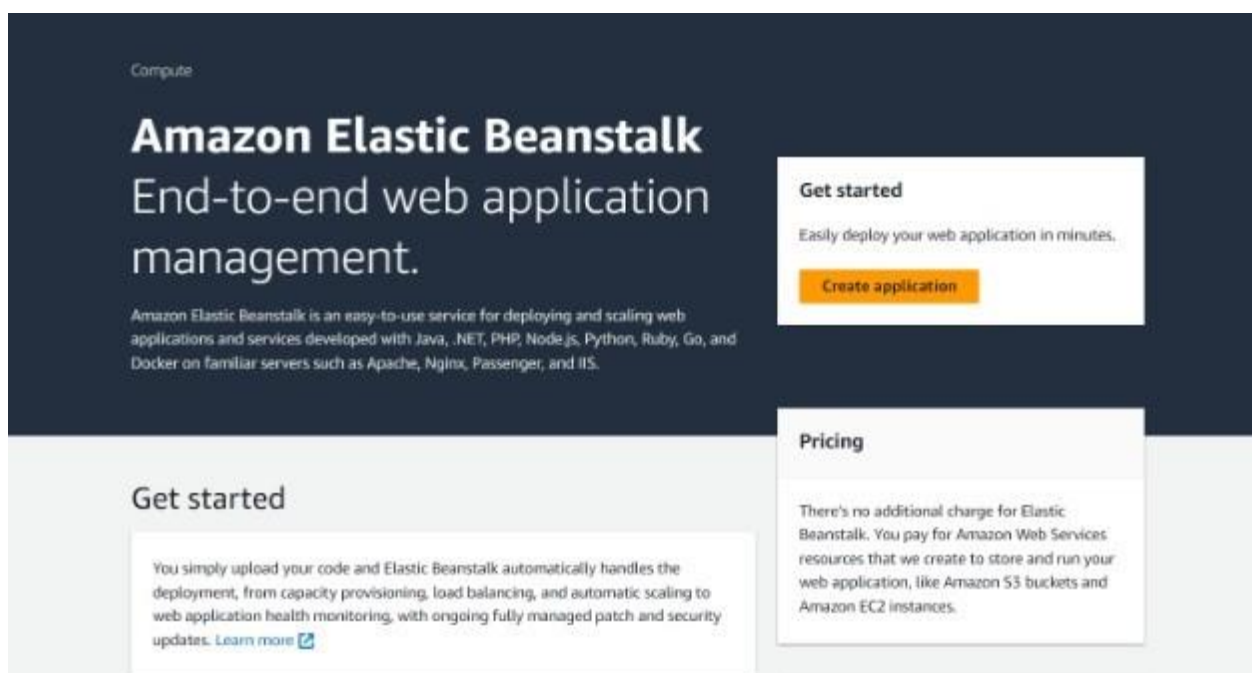 Compute
Amazon Elastic Beanstalk
End-to-end web application
management.
Amazon Elastic Beanstalk is an easy-to-use service for deploying and scaling web
applications and services developed with Java, .NET, PHP, Node.js, Python, Ruby, Go, and
Docker on familiar servers such as Apache, Nginx, Passenger, and IIS.
Get started
Easily deploy your web application in minutes.
Create application
Pricing
There's no additional charge for Elastic
Beanstalk. You pay for Amazon Web Services
resources that we create to store and run your
web application, like Amazon S3 buckets and
Amazon EC2 instances.
Get started
You simply upload your code and Elastic Beanstalk automatically handles the
deployment, from capacity provisioning, load balancing, and automatic scaling to
web application health monitoring, with ongoing fully managed patch and security
updates. Learn more